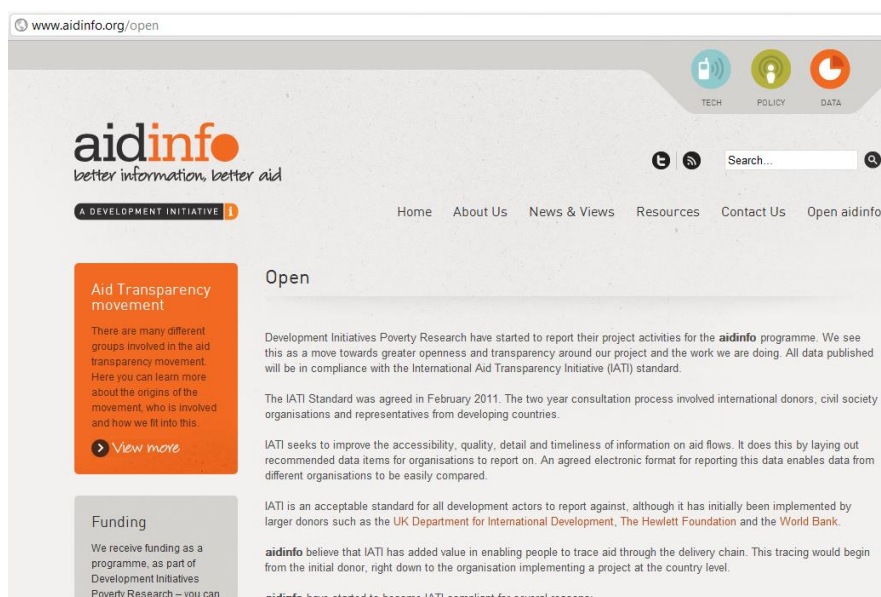 www.aidinfo.org/open
TECH
POLICY
DATA
aidinfo
better information, better aid
A DEVELOPMENT INITIATIVE i
Search...
Home About Us News & Views Resources Contact Us Open aidinfo
Aid Transparency
movement
There are many different
groups involved in the aid
transparency movement.
Here you can learn more
about the origins of the
movement, who is involved
and how we fit into this.
View more
Funding
We receive funding as a
programme, as part of
Development Initiatives
Poverty Research – you can
Open
Development Initiatives Poverty Research have started to report their project activities for the aidinfo programme. We see
this as a move towards greater openness and transparency around our project and the work we are doing. All data published
will be in compliance with the International Aid Transparency Initiative (IATI) standard.
The IATI Standard was agreed in February 2011. The two year consultation process involved international donors, civil society
organisations and representatives from developing countries.
IATI seeks to improve the accessibility, quality, detail and timeliness of information on aid flows. It does this by laying out
recommended data items for organisations to report on. An agreed electronic format for reporting this data enables data from
different organisations to be easily compared.
IATI is an acceptable standard for all development actors to report against, although it has initially been implemented by
larger donors such as the UK Department for International Development, The Hewlett Foundation and the World Bank.
aidinfo believe that IATI has added value in enabling people to trace aid through the delivery chain. This tracing would begin
from the initial donor, right down to the organisation implementing a project at the country level.
aidinfo have started to become IATI compliant for several reasons: